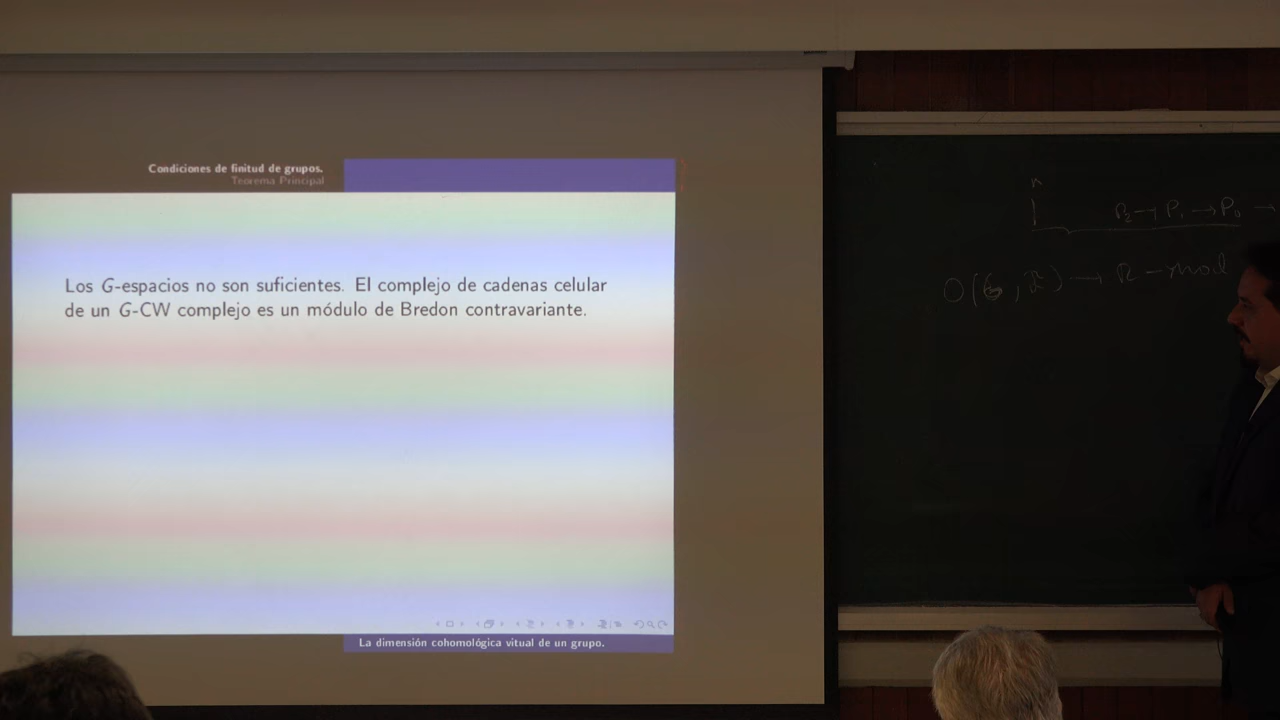 Condiciones de finitud de grupos.
Teorema Principal
Los G-espacios no son suficientes. El complejo de cadenas celular
de un G-CW complejo es un módulo de Bredon contravariante.
La dimensión cohomológica vitual de un grupo.
n
P₂ → P₁ → P₀ →
→ R-mod